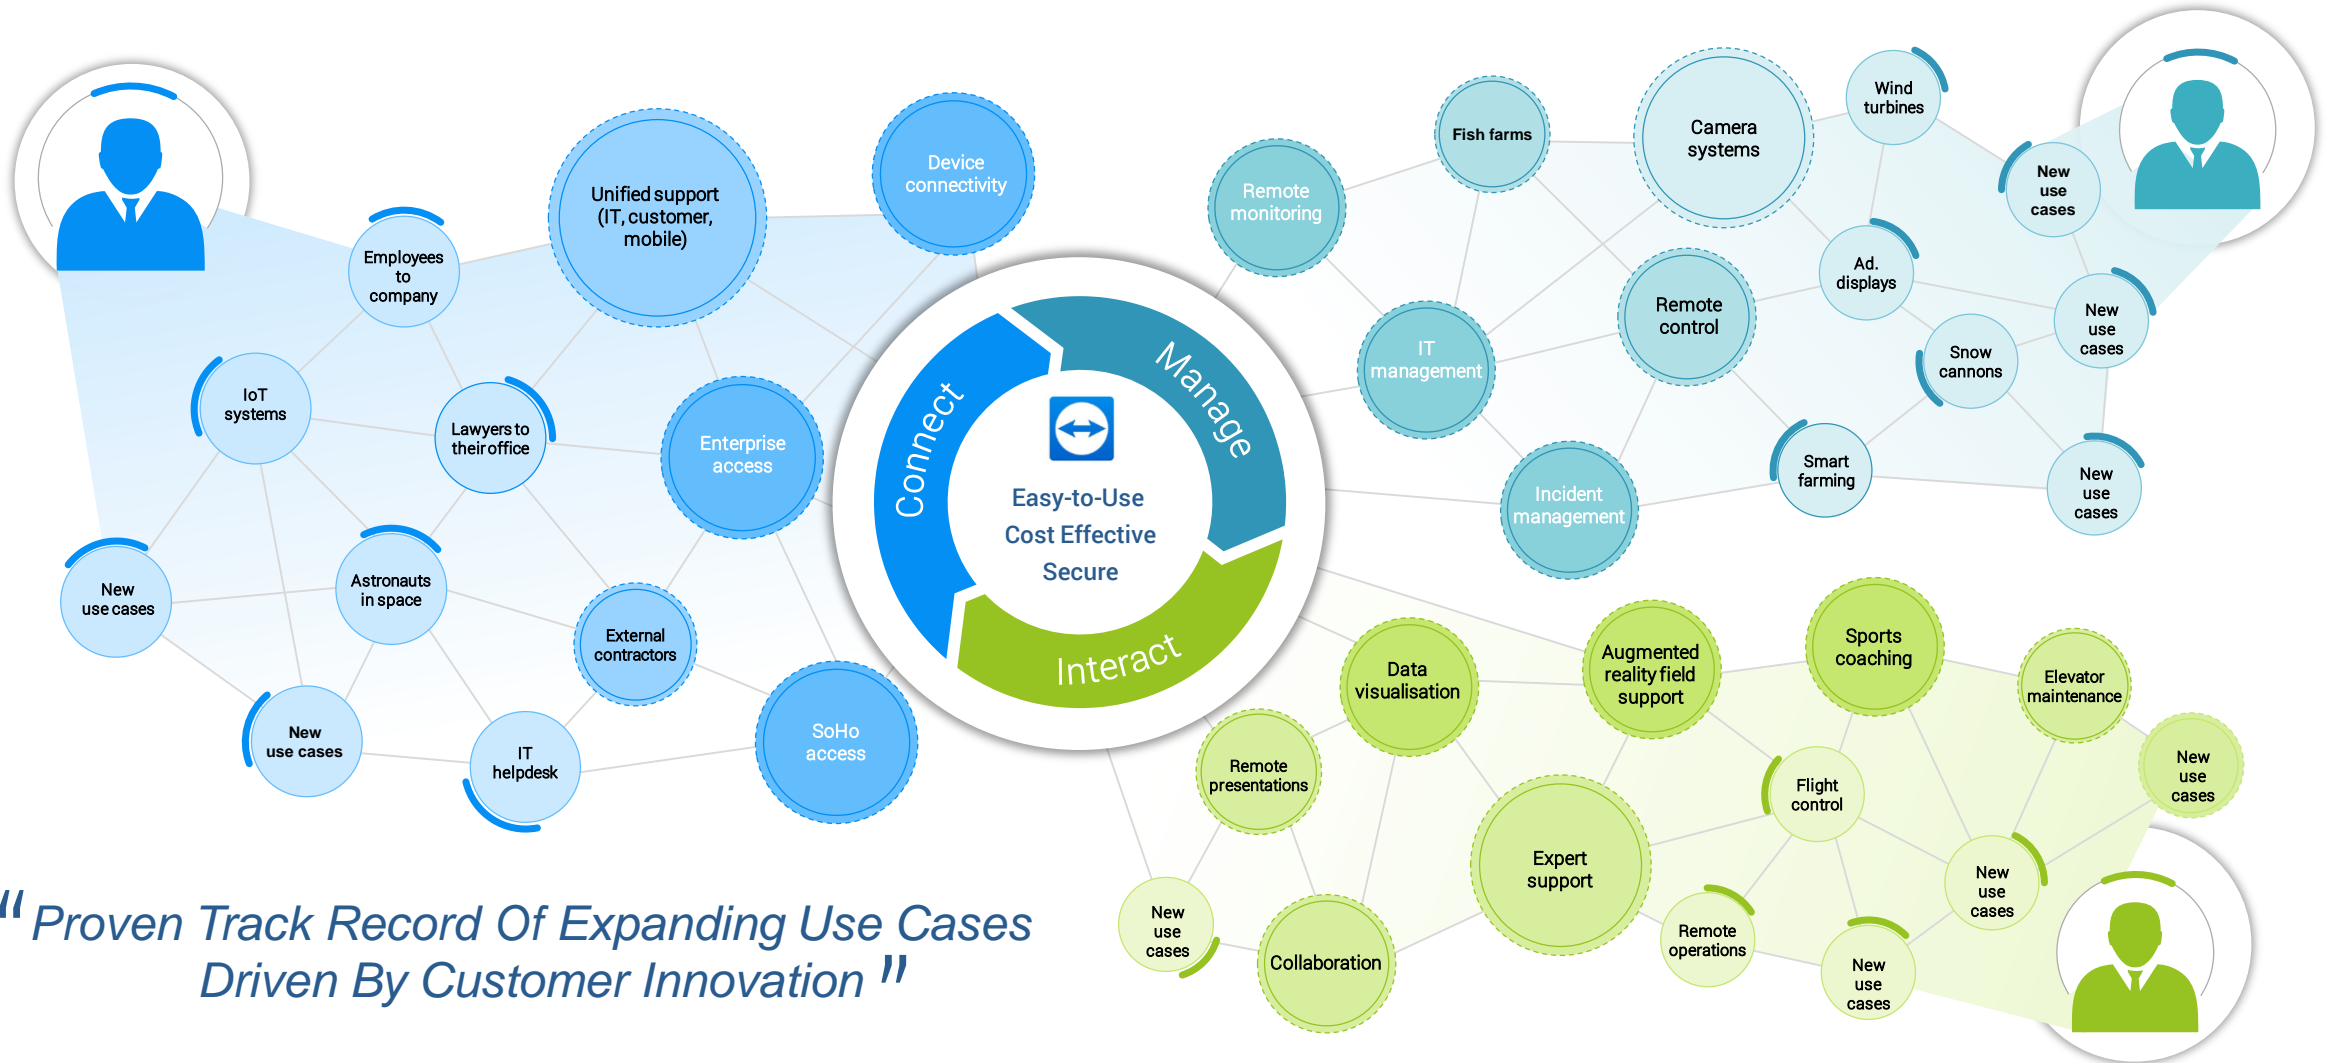 Employees
to
company
Unified support
(IT, customer,
mobile)
Device
connectivity
IoT
systems
Lawyers to
their office
Enterprise
access
New
use cases
Astronauts
in space
External
contractors
New
use cases
IT
helpdesk
SoHo
access
Connect
Manage
Interact
Easy-to-Use
Cost Effective
Secure
Remote
monitoring
Fish farms
Camera
systems
Wind
turbines
New
use
cases
IT
management
Remote
control
Ad.
displays
New
use
cases
Snow
cannons
Incident
management
Smart
farming
New
use
cases
Data
visualisation
Augmented
reality field
support
Sports
coaching
Elevator
maintenance
New
use
cases
Remote
presentations
Flight
control
Expert
support
New
use
cases
New
use
cases
Collaboration
Remote
operations
New
use
cases
“ Proven Track Record Of Expanding Use Cases
Driven By Customer Innovation ”